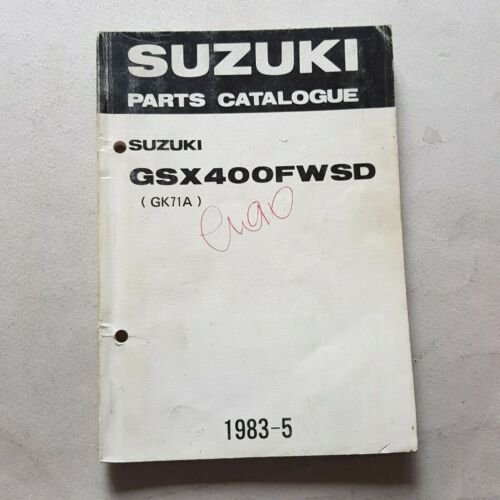 SUZUKI
PARTS CATALOGUE
SUZUKI
GSX400FWSD
( GK71A )
1983-5